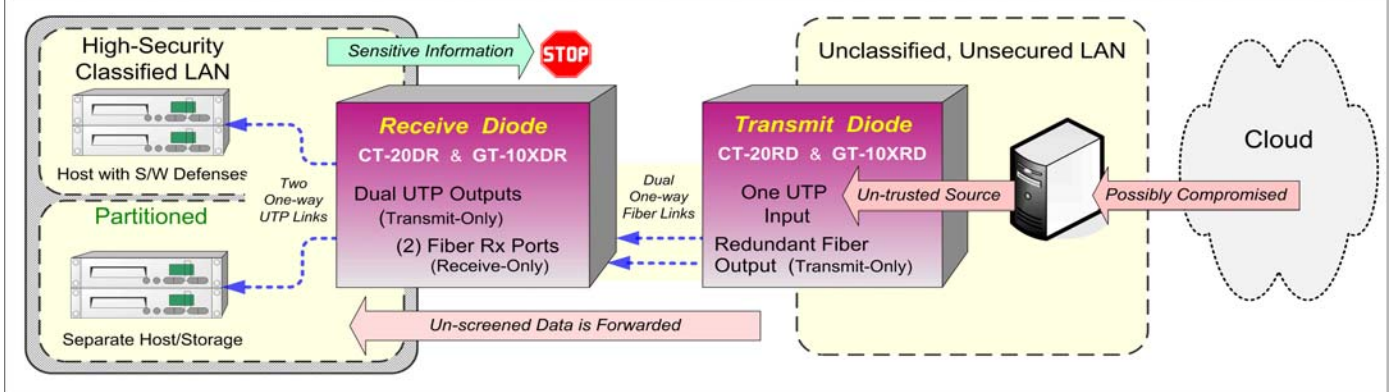 High-Security
Classified LAN
Host with S/W Defenses
Partitioned
Separate Host/Storage
Sensitive Information
STOP
Two
One-way
UTP Links
Receive Diode
CT-20DR & GT-10XDR
Dual UTP Outputs
(Transmit-Only)
(2) Fiber Rx Ports
(Receive-Only)
Dual
One-way
Fiber Links
Transmit Diode
CT-20RD & GT-10XRD
One UTP
Input
Redundant Fiber
Output (Transmit-Only)
Un-screened Data is Forwarded
Unclassified, Unsecured LAN
Un-trusted Source
Possibly Compromised
Cloud